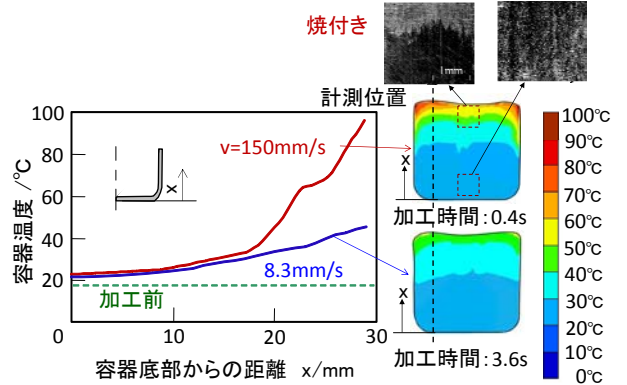 焼付き
1mm
計測位置
100
80
60
40
20
0
容器温度 /℃
v=150mm/s
8.3mm/s
加工前
x
0
10
20
30
容器底部からの距離 x/mm
x
加工時間:0.4s
x
加工時間:3.6s
100℃
90℃
80℃
70℃
60℃
50℃
40℃
30℃
20℃
10℃
0℃